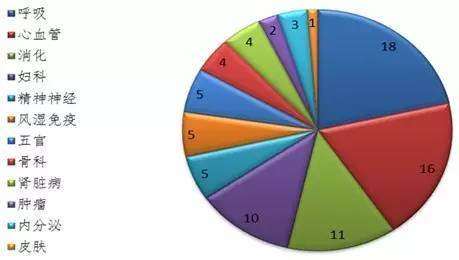 呼吸
心血管
消化
妇科
精神神经
风湿免疫
五官
骨科
肾脏病
肿瘤
内分泌
皮肤
18
16
11
10
5
5
5
4
4
2
3
1